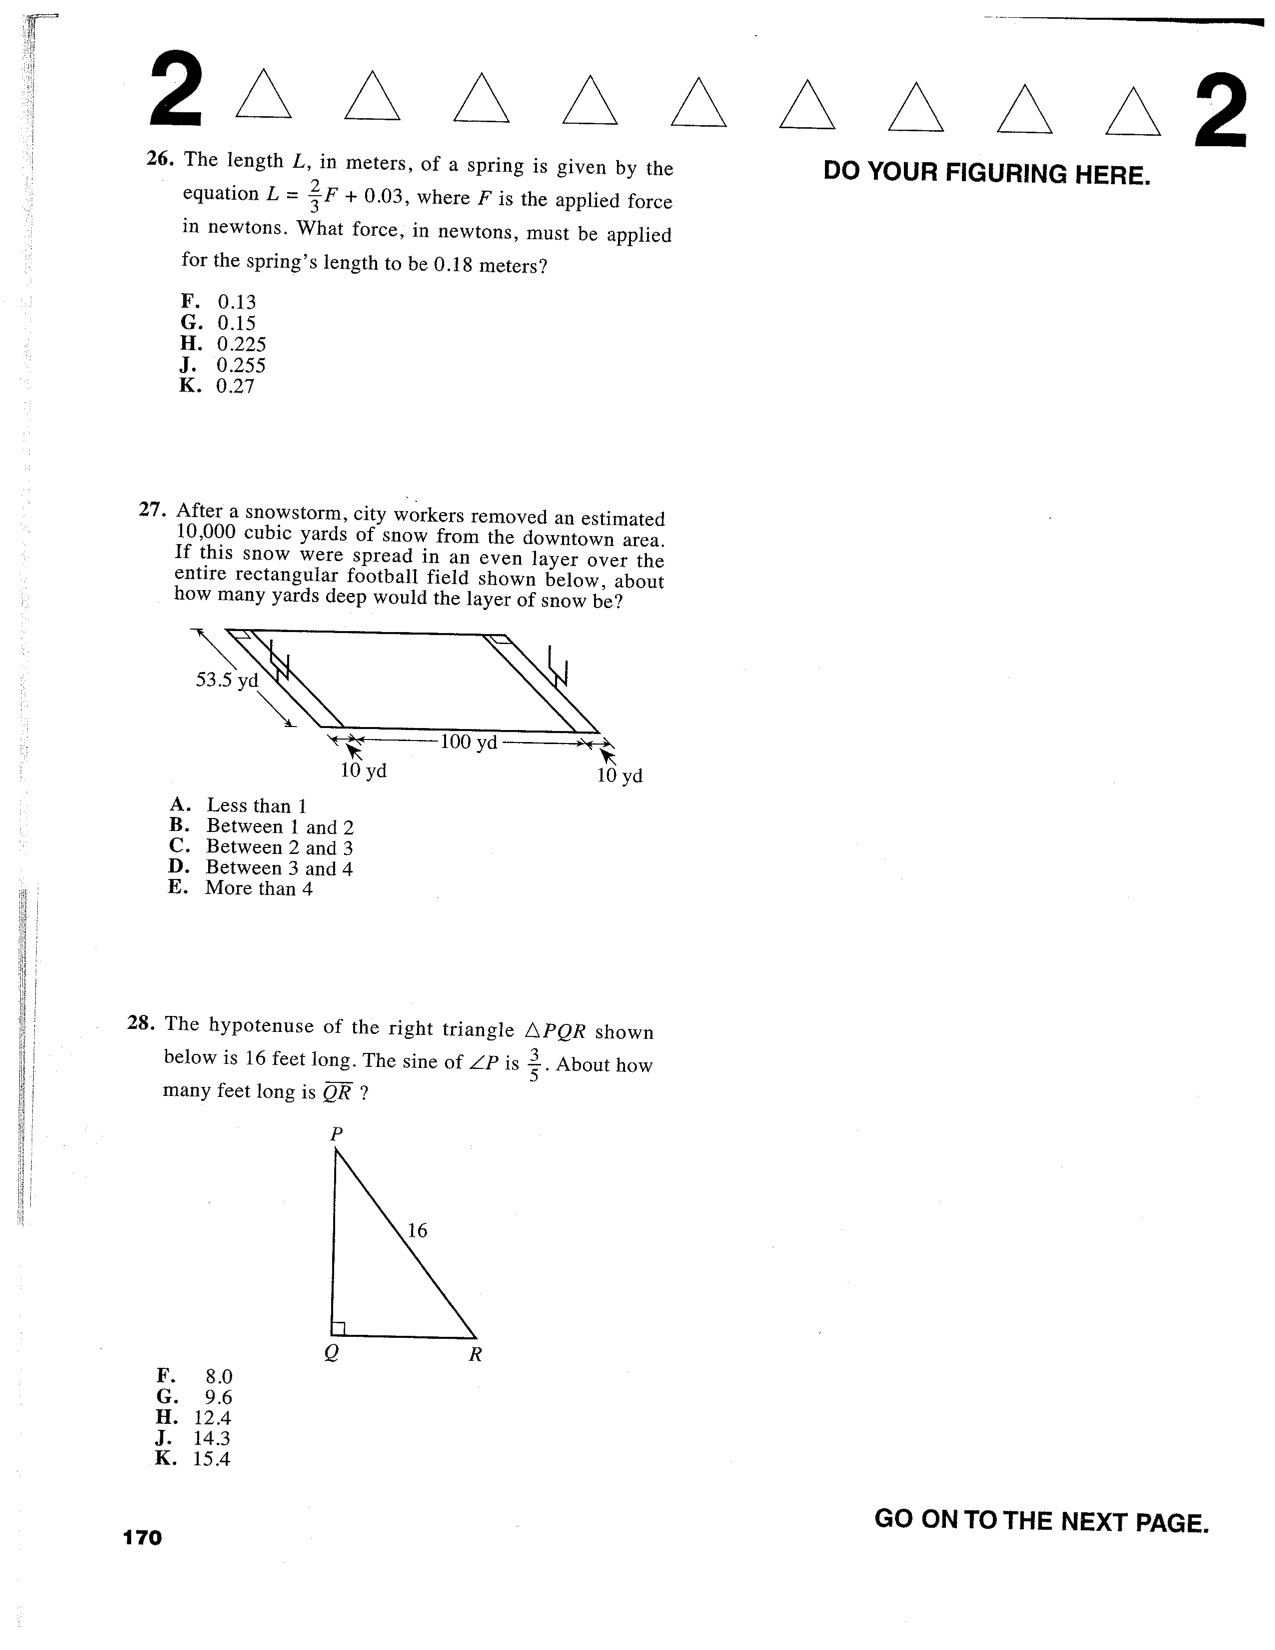 2 2
DO YOUR FIGURING HERE.
26. The length L, in meters, of a spring is given by the
equation L = 2/3 F + 0.03, where F is the applied force
in newtons. What force, in newtons, must be applied
for the spring's length to be 0.18 meters?
F. 0.13
G. 0.15
H. 0.225
J. 0.255
K. 0.27
27. After a snowstorm, city workers removed an estimated
10,000 cubic yards of snow from the downtown area.
If this snow were spread in an even layer over the
entire rectangular football field shown below, about
how many yards deep would the layer of snow be?
53.5 yd
100 yd
10 yd
10 yd
A. Less than 1
B. Between 1 and 2
C. Between 2 and 3
D. Between 3 and 4
E. More than 4
28. The hypotenuse of the right triangle △PQR shown
below is 16 feet long. The sine of ∠P is 3/5. About how
many feet long is Q̅R̅ ?
P
16
Q
R
F. 8.0
G. 9.6
H. 12.4
J. 14.3
K. 15.4
170
GO ON TO THE NEXT PAGE.